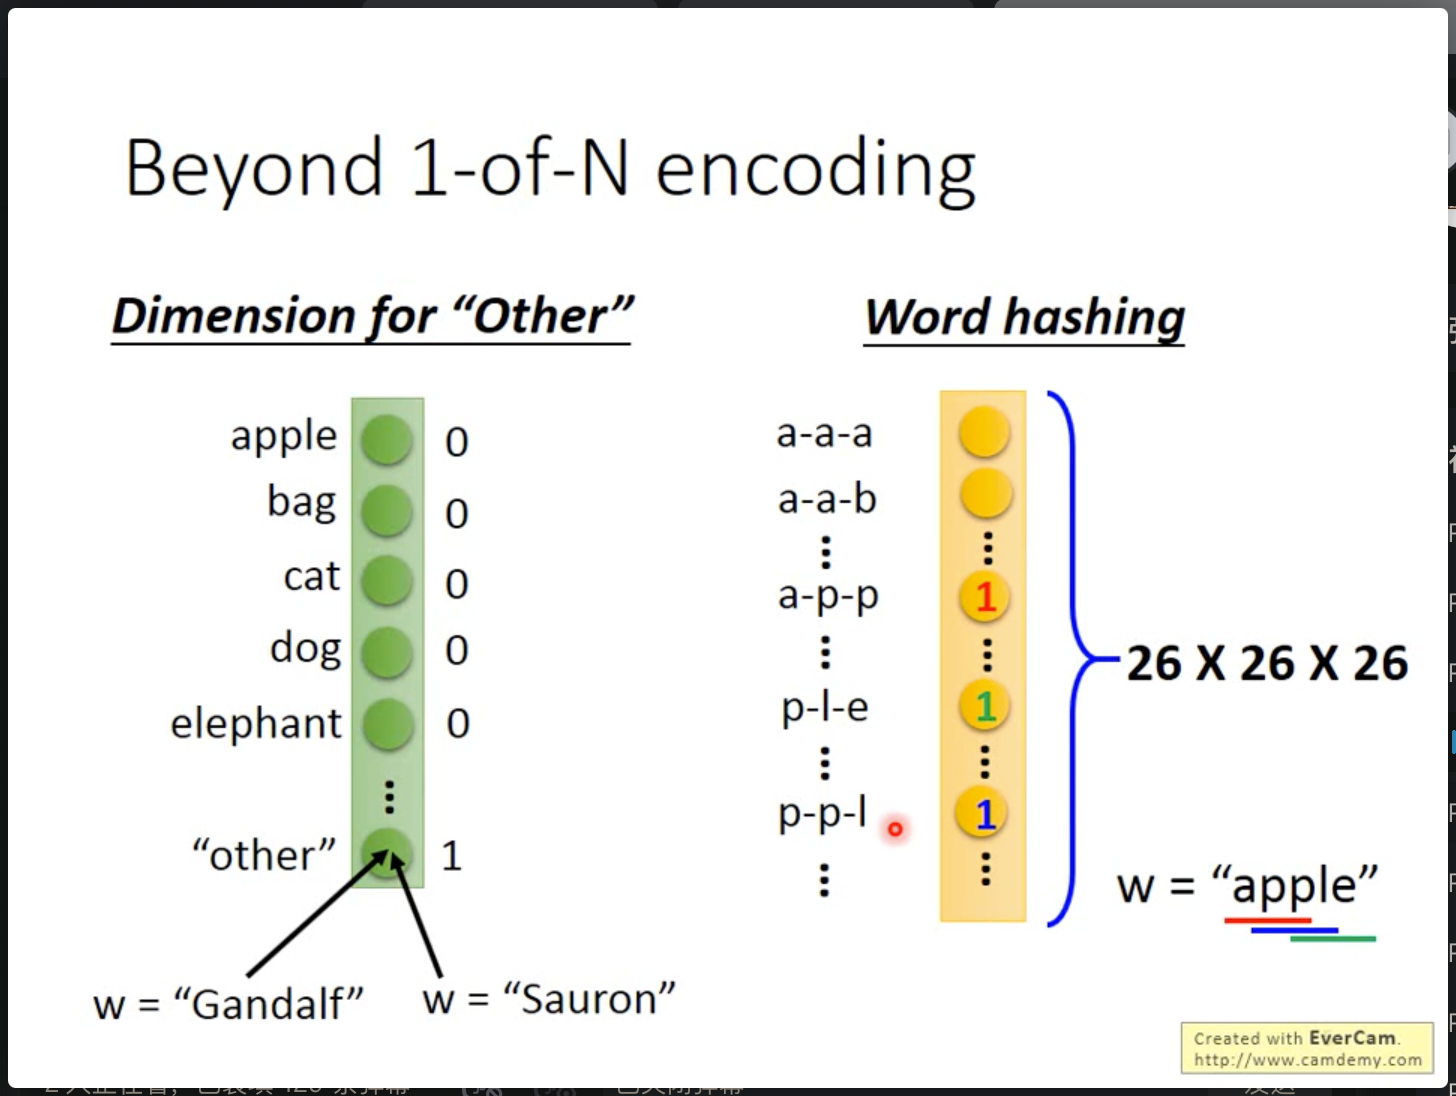 Beyond 1-of-N encoding
Dimension for “Other”
apple 0
bag 0
cat 0
dog 0
elephant 0
“other” 1
w = “Gandalf” w = “Sauron”
Word hashing
a-a-a
a-a-b
a-p-p 1
p-l-e 1
p-p-l 1
26 X 26 X 26
w = “apple”
Created with EverCam.
http://www.camdemy.com